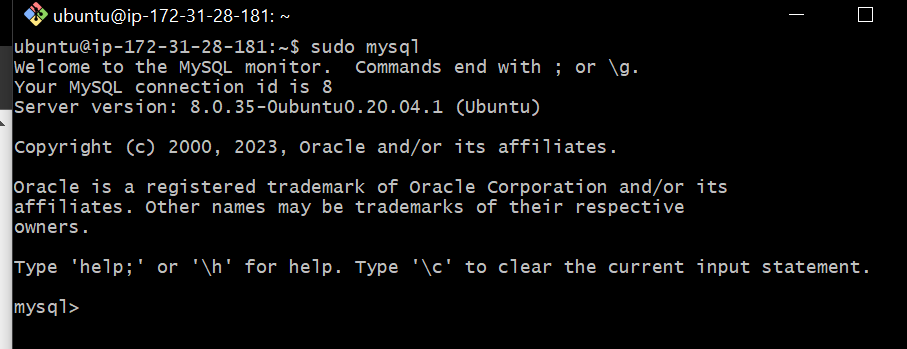 ubuntu@ip-172-31-28-181: ~
ubuntu@ip-172-31-28-181:~$ sudo mysql
Welcome to the MySQL monitor.  Commands end with ; or \g.
Your MySQL connection id is 8
Server version: 8.0.35-0ubuntu0.20.04.1 (Ubuntu)
Copyright (c) 2000, 2023, Oracle and/or its affiliates.
Oracle is a registered trademark of Oracle Corporation and/or its
affiliates. Other names may be trademarks of their respective
owners.
Type 'help;' or '\h' for help. Type '\c' to clear the current input statement.
mysql>